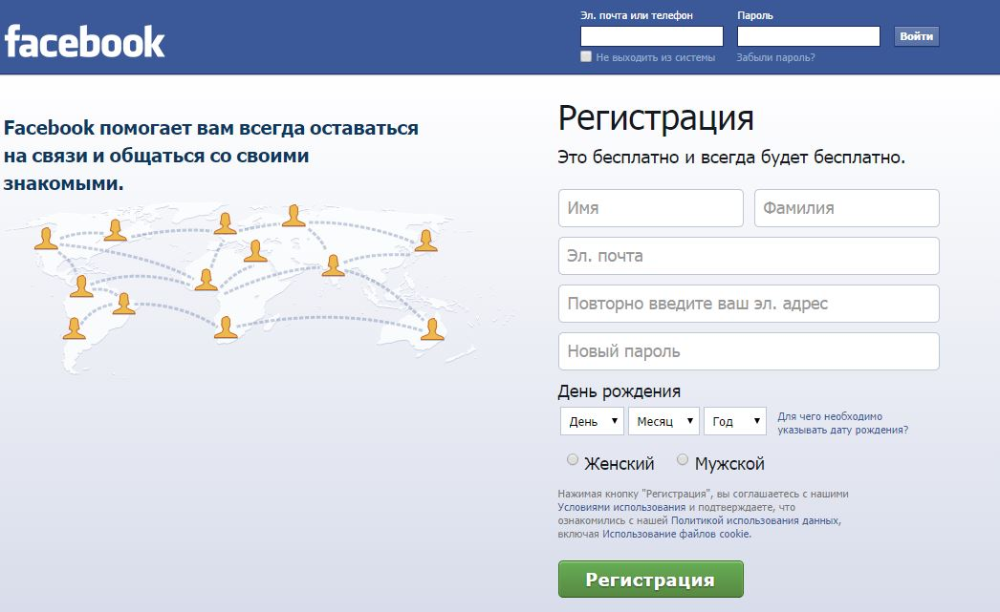 facebook
Эл. почта или телефон
Пароль
Войти
Не выходить из системы
Забыли пароль?
Facebook помогает вам всегда оставаться
на связи и общаться со своими
знакомыми.
Регистрация
Это бесплатно и всегда будет бесплатно.
Имя
Фамилия
Эл. почта
Повторно введите ваш эл. адрес
Новый пароль
День рождения
День
Месяц
Год
Для чего необходимо
указывать дату рождения?
Женский
Мужской
Нажимая кнопку "Регистрация", вы соглашаетесь с нашими
Условиями использования и подтверждаете, что
ознакомились с нашей Политикой использования данных,
включая Использование файлов cookie.
Регистрация